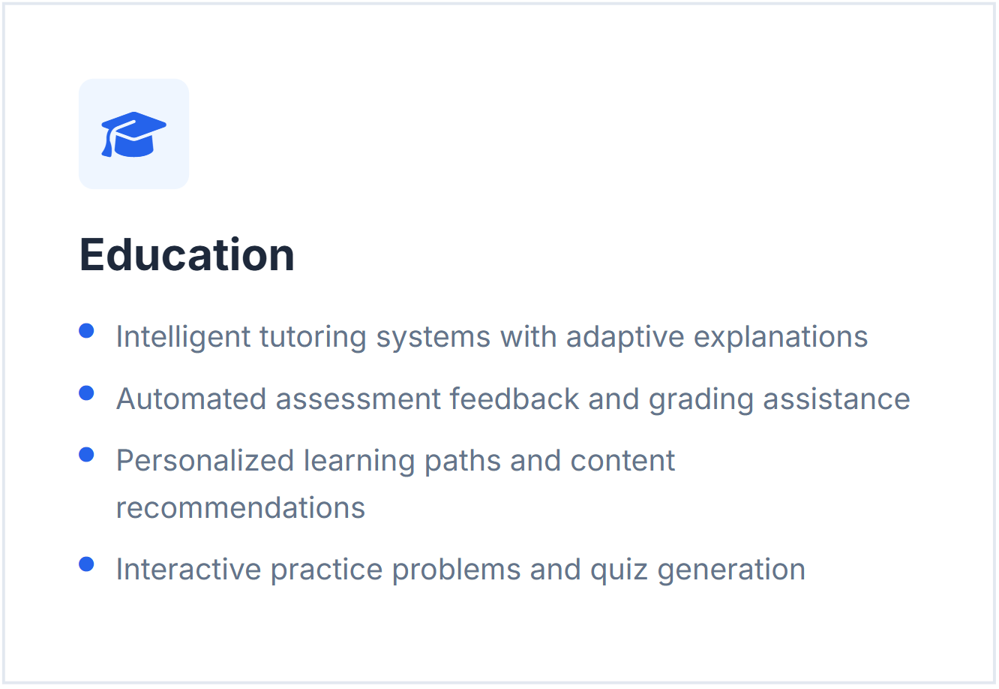 Education
Intelligent tutoring systems with adaptive explanations
Automated assessment feedback and grading assistance
Personalized learning paths and content
recommendations
Interactive practice problems and quiz generation